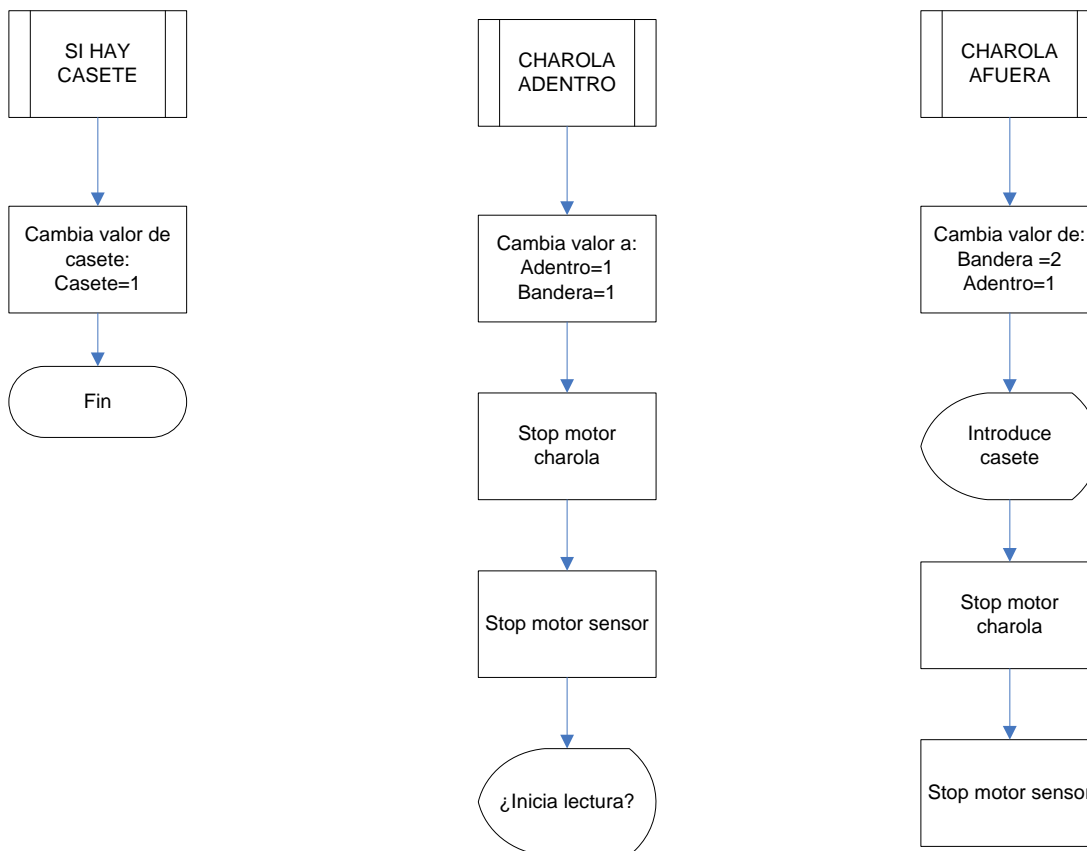 SI HAY
CASETE
Cambia valor de
casete:
Casete=1
Fin
CHAROLA
ADENTRO
Cambia valor a:
Adentro=1
Bandera=1
Stop motor
charola
Stop motor sensor
¿Inicia lectura?
CHAROLA
AFUERA
Cambia valor de:
Bandera =2
Adentro=1
Introduce
casete
Stop motor
charola
Stop motor sensor